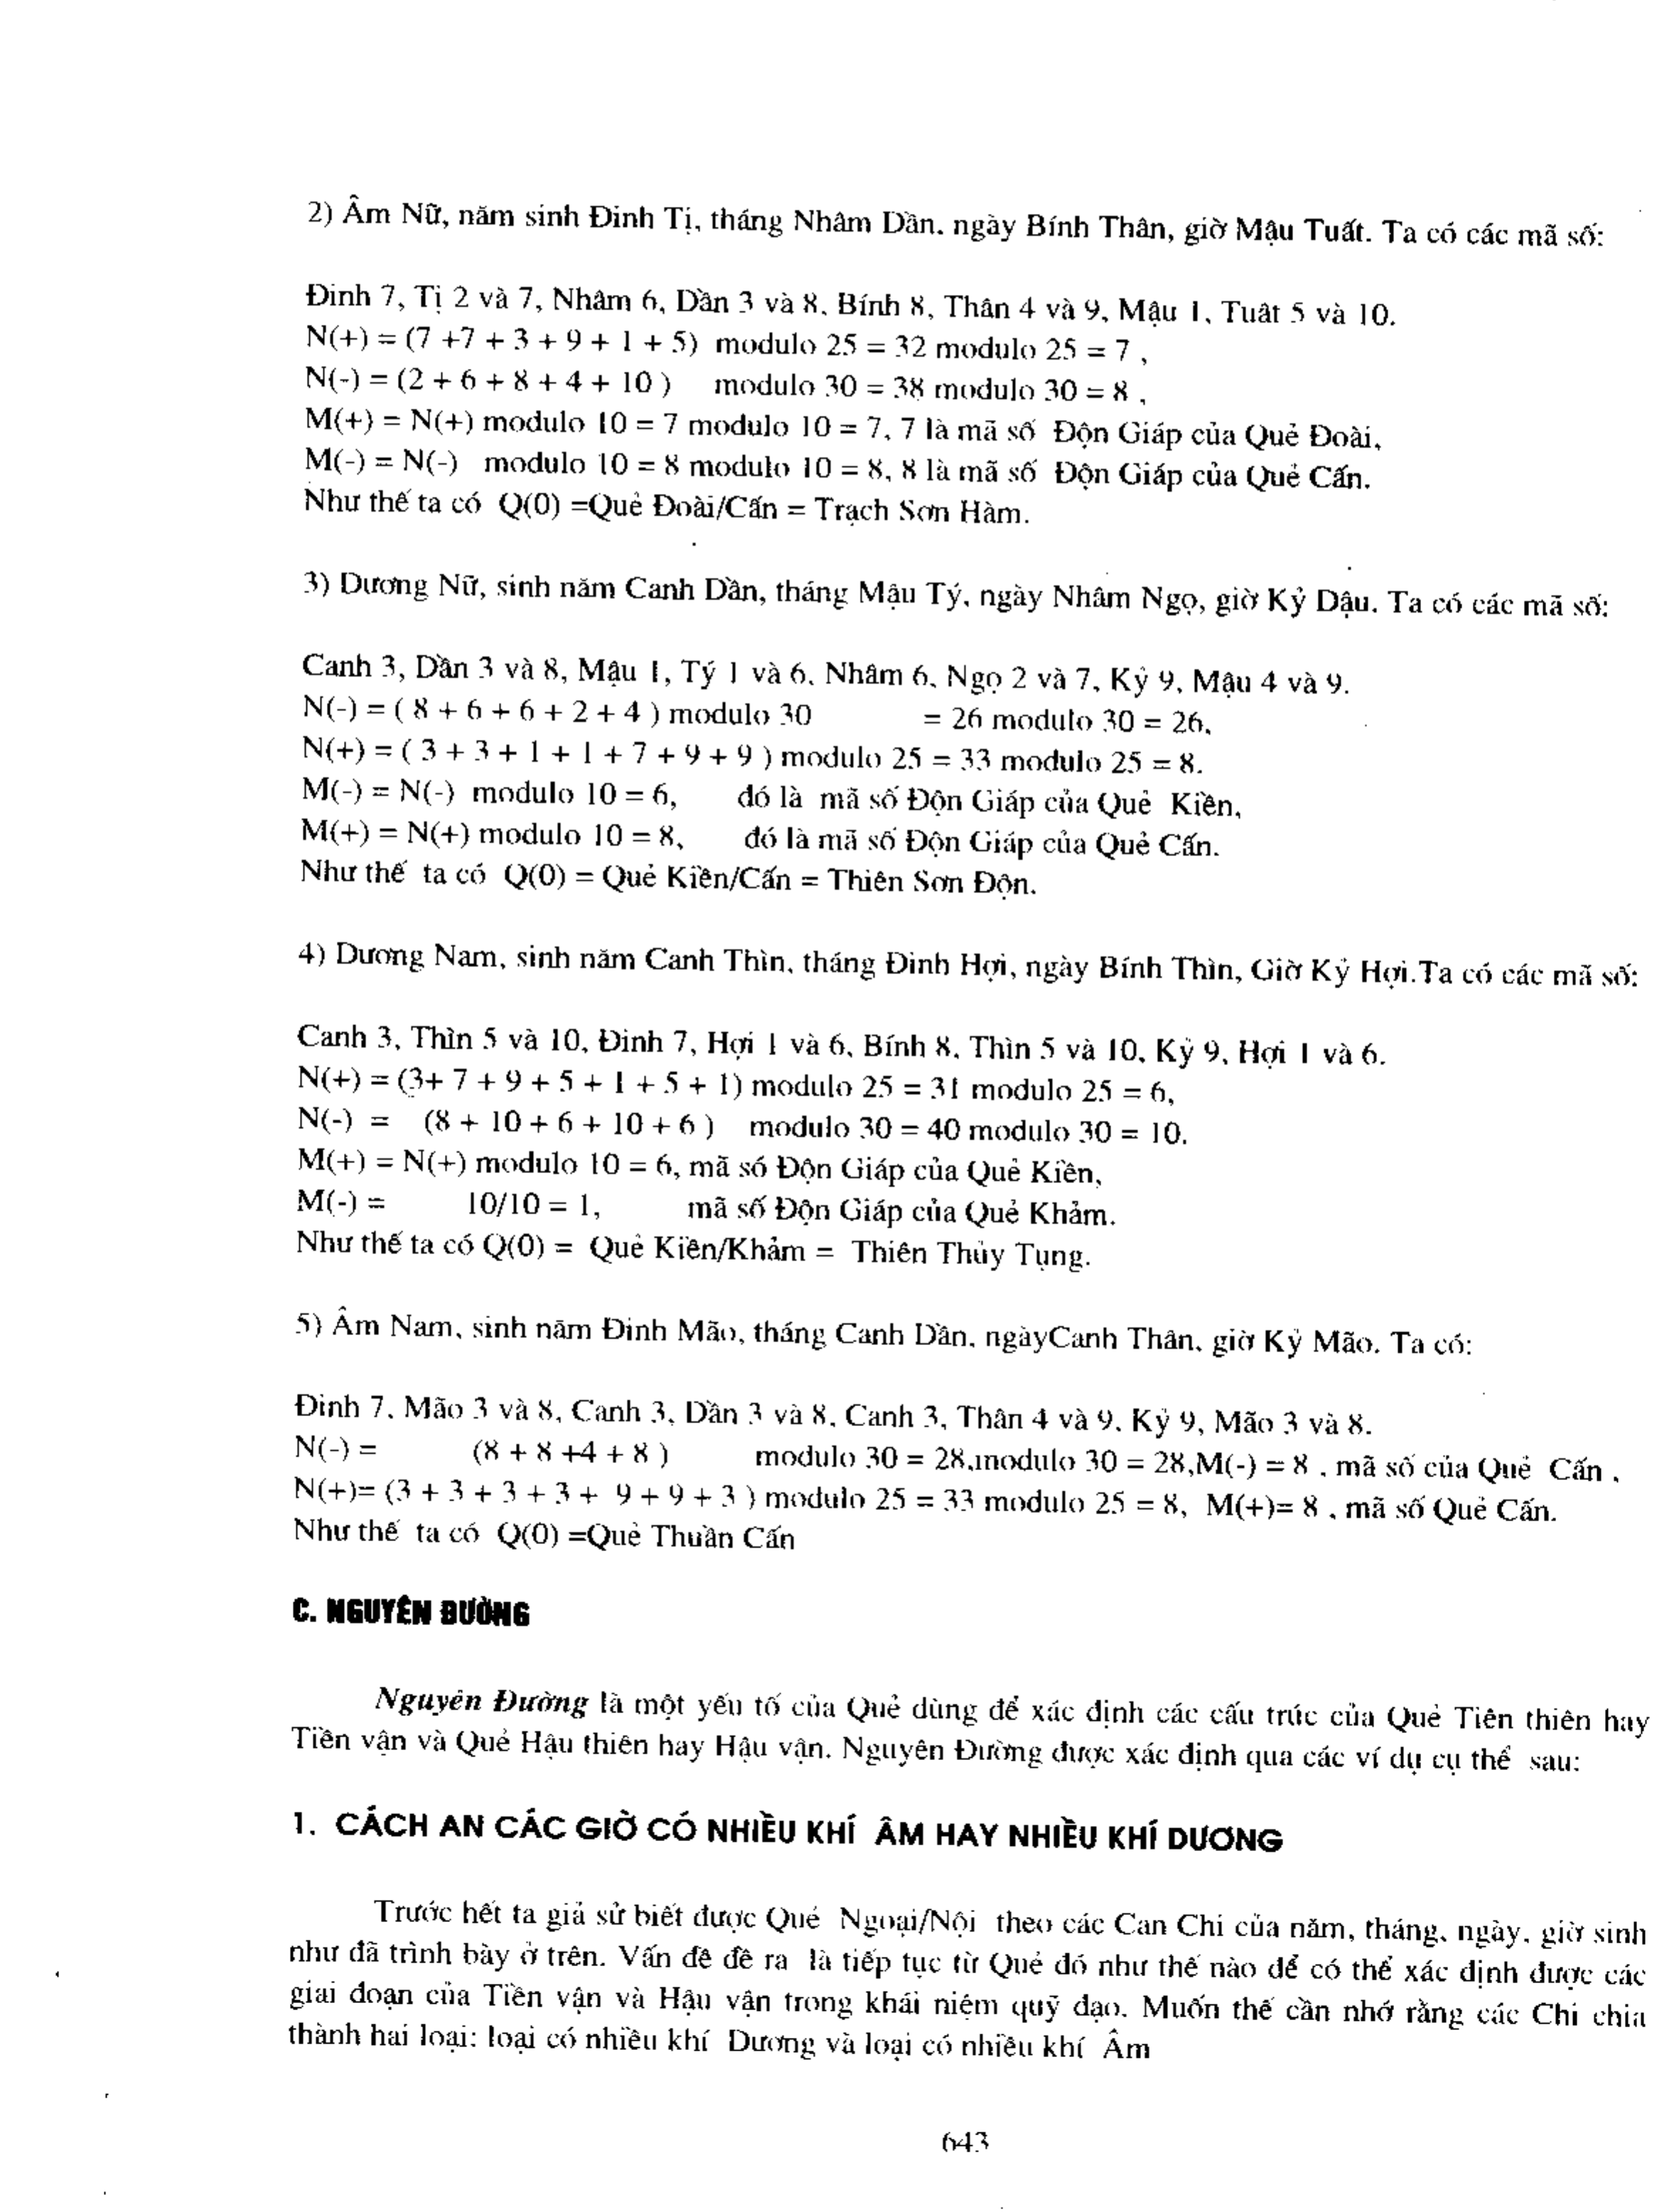 2) Âm Nữ, năm sinh Đinh Tị, tháng Nhâm Dần. ngày Bính Thân, giờ Mậu Tuất. Ta có các mã số:
Đinh 7, Tị 2 và 7, Nhâm 6, Dần 3 và 8, Bính 8, Thân 4 và 9, Mậu 1, Tuât 5 và 10.
N(+) = (7 +7 + 3 + 9 + 1 + 5) modulo 25 = 32 modulo 25 = 7 ,
N(-) = (2 + 6 + 8 + 4 + 10 ) modulo 30 = 38 modulo 30 = 8 ,
M(+) = N(+) modulo 10 = 7 modulo 10 = 7, 7 là mã số Độn Giáp của Quẻ Đoài,
M(-) = N(-) modulo 10 = 8 modulo 10 = 8, 8 là mã số Độn Giáp của Quẻ Cấn.
Như thế ta có Q(0) =Quẻ Đoài/Cấn = Trạch Sơn Hàm.
3) Dương Nữ, sinh năm Canh Dần, tháng Mậu Tý, ngày Nhâm Ngọ, giờ Kỷ Dậu. Ta có các mã số:
Canh 3, Dần 3 và 8, Mậu 1, Tý 1 và 6, Nhâm 6, Ngọ 2 và 7, Kỷ 9, Mậu 4 và 9.
N(-) = ( 8 + 6 + 6 + 2 + 4 ) modulo 30 = 26 modulo 30 = 26,
N(+) = ( 3 + 3 + 1 + 1 + 7 + 9 + 9 ) modulo 25 = 33 modulo 25 = 8.
M(-) = N(-) modulo 10 = 6, đó là mã số Độn Giáp của Quẻ Kiền,
M(+) = N(+) modulo 10 = 8, đó là mã số Độn Giáp của Quẻ Cấn.
Như thế ta có Q(0) = Quẻ Kiền/Cấn = Thiên Sơn Độn.
4) Dương Nam, sinh năm Canh Thìn, tháng Đinh Hợi, ngày Bính Thìn, Giờ Kỷ Hợi.Ta có các mã số:
Canh 3, Thìn 5 và 10, Đinh 7, Hợi 1 và 6, Bính 8, Thìn 5 và 10, Kỷ 9, Hợi 1 và 6.
N(+) = (3+ 7 + 9 + 5 + 1 + 5 + 1) modulo 25 = 31 modulo 25 = 6,
N(-) = (8 + 10 + 6 + 10 + 6 ) modulo 30 = 40 modulo 30 = 10.
M(+) = N(+) modulo 10 = 6, mã só Độn Giáp của Quẻ Kiền,
M(-) = 10/10 = 1, mã số Độn Giáp của Quẻ Khảm.
Như thế ta có Q(0) = Quẻ Kiền/Khảm = Thiên Thủy Tụng.
5) Âm Nam, sinh năm Đinh Mão, tháng Canh Dần, ngàyCanh Thân, giờ Kỷ Mão. Ta có:
Đinh 7, Mão 3 và 8, Canh 3, Dần 3 và 8, Canh 3, Thân 4 và 9, Kỷ 9, Mão 3 và 8.
N(-) = (8 + 8 +4 + 8 ) modulo 30 = 28,modulo 30 = 28,M(-) = 8 , mã số của Quẻ Cấn .
N(+)= (3 + 3 + 3 + 3 + 9 + 9 + 3 ) modulo 25 = 33 modulo 25 = 8, M(+)= 8 , mã số Quẻ Cấn.
Như thế ta có Q(0) =Quẻ Thuần Cấn
C. NGUYÊN ĐƯỜNG
Nguyên Đường là một yếu tố của Quẻ dùng để xác định các cấu trúc của Quẻ Tiên thiên hay
Tiền vận và Quẻ Hậu thiên hay Hậu vận. Nguyên Đường được xác định qua các ví dụ cụ thể sau:
1. CÁCH AN CÁC GIỜ CÓ NHIỀU KHÍ ÂM HAY NHIỀU KHÍ DƯƠNG
Trước hết ta giả sử biết được Quẻ Ngoại/Nội theo các Can Chi của năm, tháng, ngày, giờ sinh
như đã trình bày ở trên. Vấn đề đề ra là tiếp tục từ Quẻ đó như thế nào để có thể xác định được các
giai đoạn của Tiền vận và Hậu vận trong khái niệm quỹ đạo. Muốn thế cần nhớ rằng các Chi chia
thành hai loại: loại có nhiều khí Dương và loại có nhiều khí Âm
643